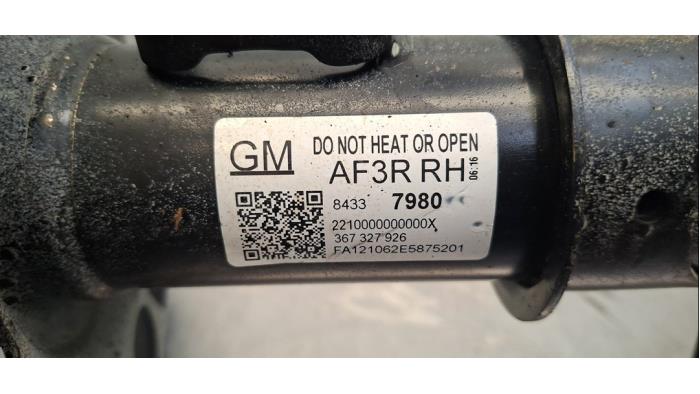 GM
DO NOT HEAT OR OPEN
AF3R RH
06:16
8433 7980
2210000000000X
367 327 926
FA121062E5875201